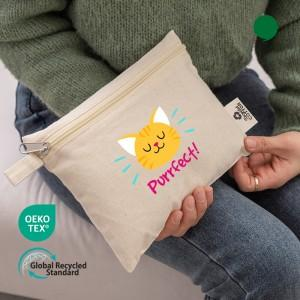 Purrfect!
OEKO
TEX®
Global Recycled
Standard